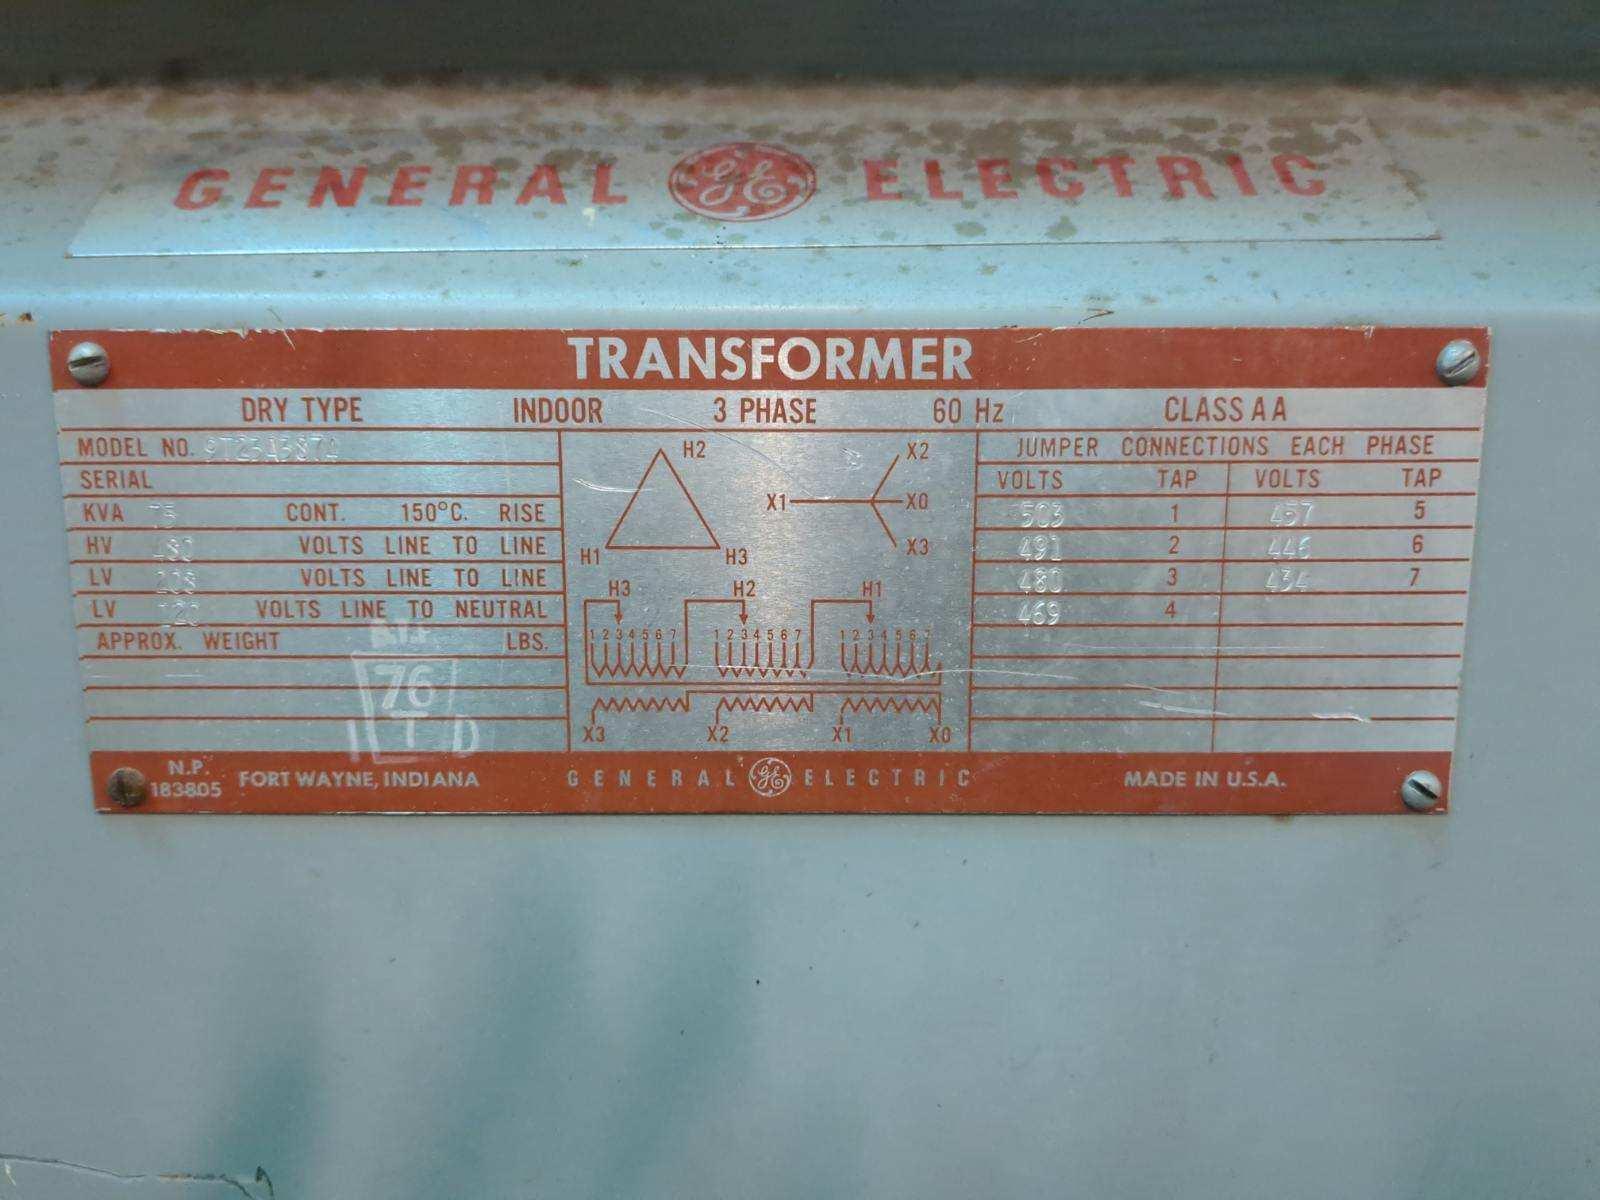 GENERAL GE ELECTRIC
TRANSFORMER
DRY TYPE INDOOR 3 PHASE 60 Hz CLASS AA
MODEL NO. 9T23A3874
SERIAL
KVA 75 CONT. 150°C. RISE
HV 480 VOLTS LINE TO LINE
LV 208 VOLTS LINE TO LINE
LV 120 VOLTS LINE TO NEUTRAL
APPROX. WEIGHT LBS.
76
T
I D
H2
H1 H3
X2
X1 X0
X3
H3 H2 H1
1 2 3 4 5 6 7 1 2 3 4 5 6 7 1 2 3 4 5 6 7
X3 X2 X1 X0
JUMPER CONNECTIONS EACH PHASE
VOLTS TAP VOLTS TAP
503 1 457 5
491 2 446 6
480 3 434 7
469 4
N.P.
183805
FORT WAYNE, INDIANA GENERAL GE ELECTRIC MADE IN U.S.A.